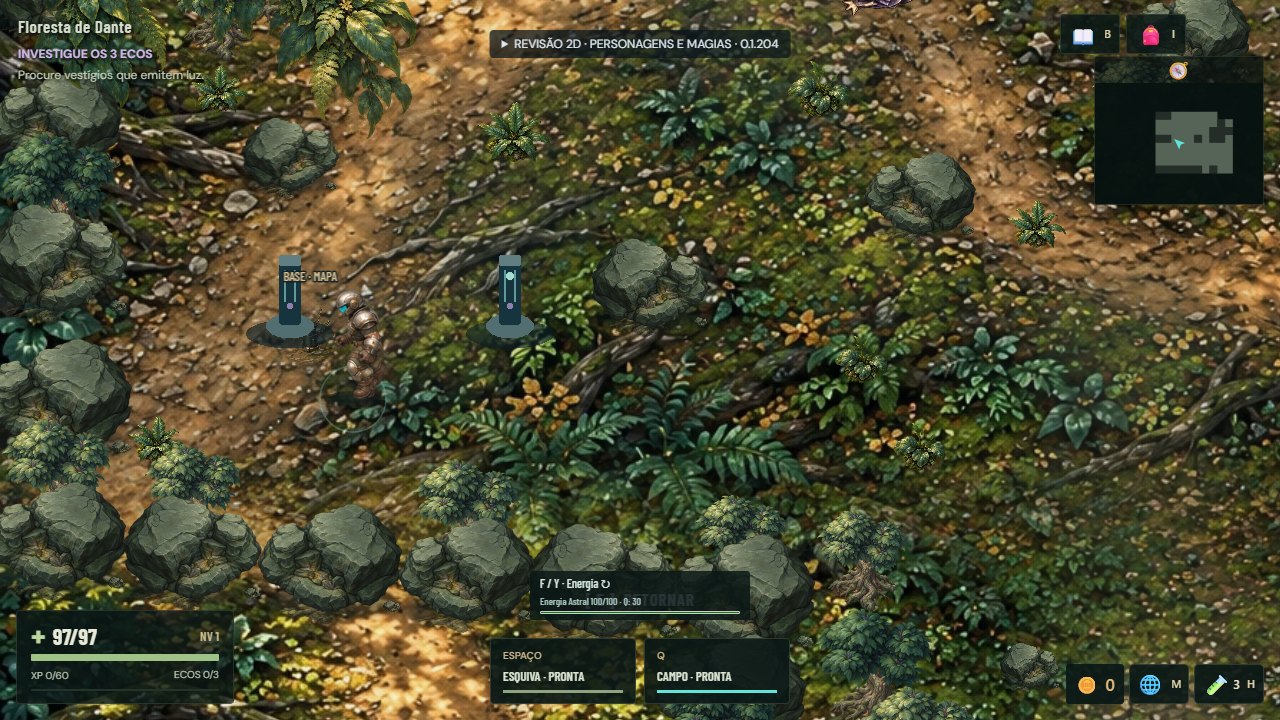 Floresta de Dante
INVESTIGUE OS 3 ECOS
Procure vestígios que emitem luz.
▶ REVISÃO 2D · PERSONAGENS E MAGIAS · 0.1.204
B
I
BASE · MAPA
F / Y · Energia ↻
Energia Astral 100/100 · Q: 30
TORNAR
97/97
NV 1
XP 0/60
ECOS 0/3
ESPAÇO
ESQUIVA · PRONTA
Q
CAMPO · PRONTA
0
M
3 H